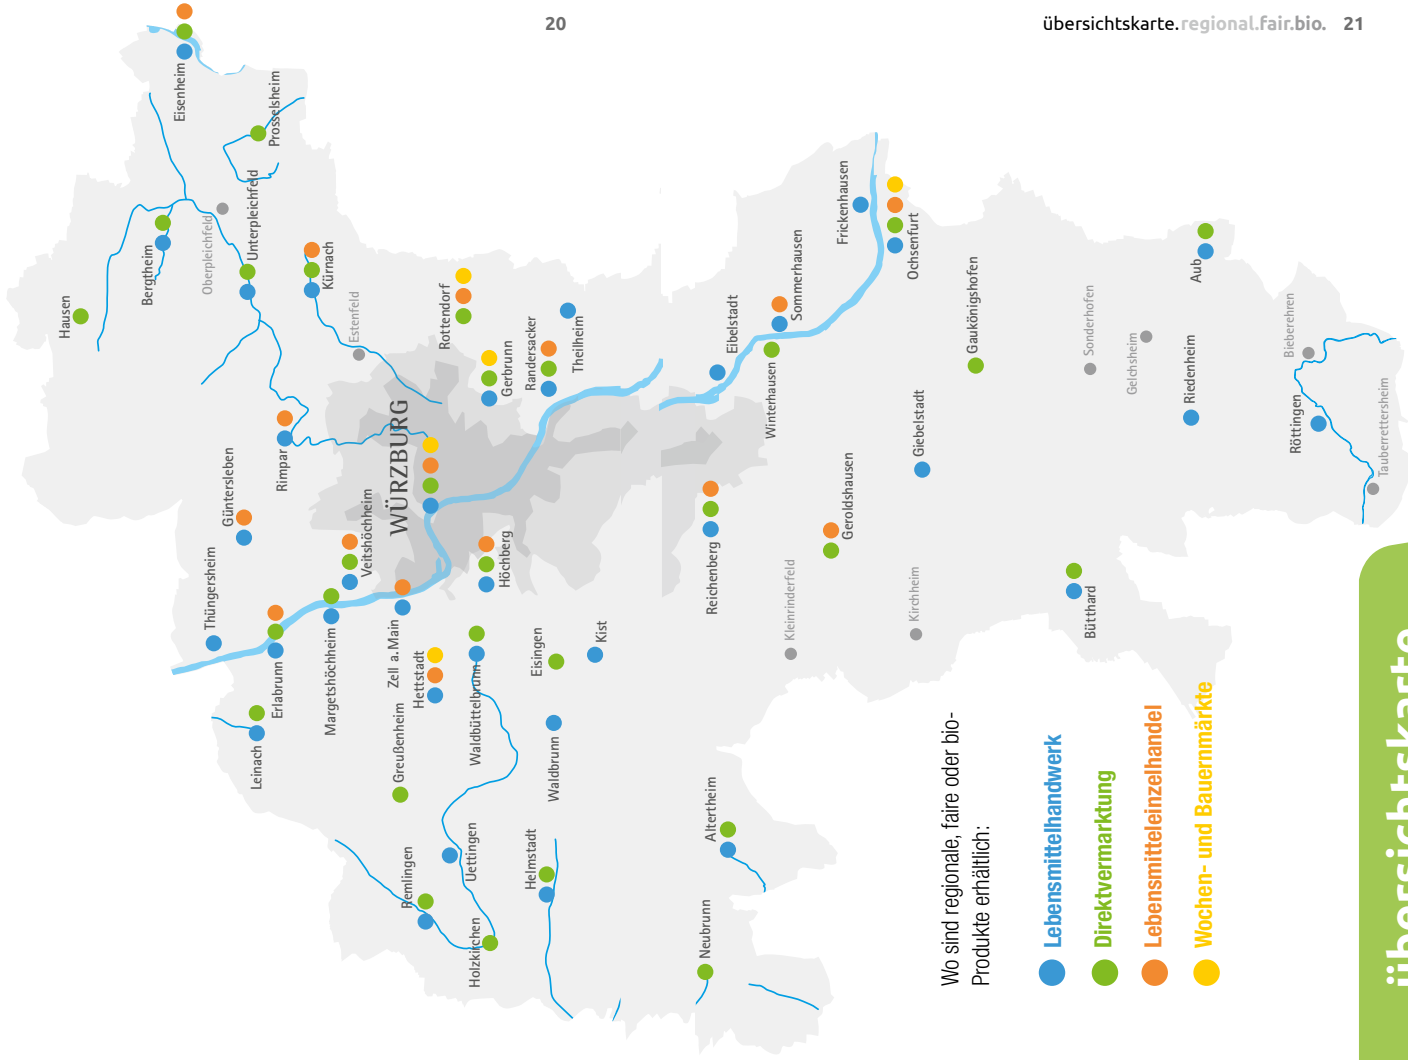 20
übersichtskarte.regional.fair.bio. 21
Eisenheim
Prosselsheim
Unterpleichfeld
Oberpleichfeld
Bergtheim
Hausen
Kürnach
Estenfeld
Rottendorf
Gerbrunn
Randersacker
Theilheim
Rimpar
Güntersleben
WÜRZBURG
Veitshöchheim
Thüngersheim
Erlabrunn
Margetshöchheim
Leinach
Zell a.Main
Hettstadt
Höchberg
Waldbüttelbrunn
Eisingen
Kist
Waldbrunn
Greußenheim
Remlingen
Uettingen
Holzkirchen
Helmstadt
Altertheim
Neubrunn
Frickenhausen
Ochsenfurt
Sommerhausen
Eibelstadt
Winterhausen
Gaukönigshofen
Giebelstadt
Reichenberg
Geroldshausen
Kleinrinderfeld
Kirchheim
Bütthard
Sonderhofen
Gelchsheim
Riedenheim
Aub
Bieberehren
Röttingen
Tauberrettersheim
Wo sind regionale, faire oder bio-
Produkte erhältlich:
Lebensmittelhandwerk
Direktvermarktung
Lebensmitteleinzelhandel
Wochen- und Bauernmärkte
übersichtskarte